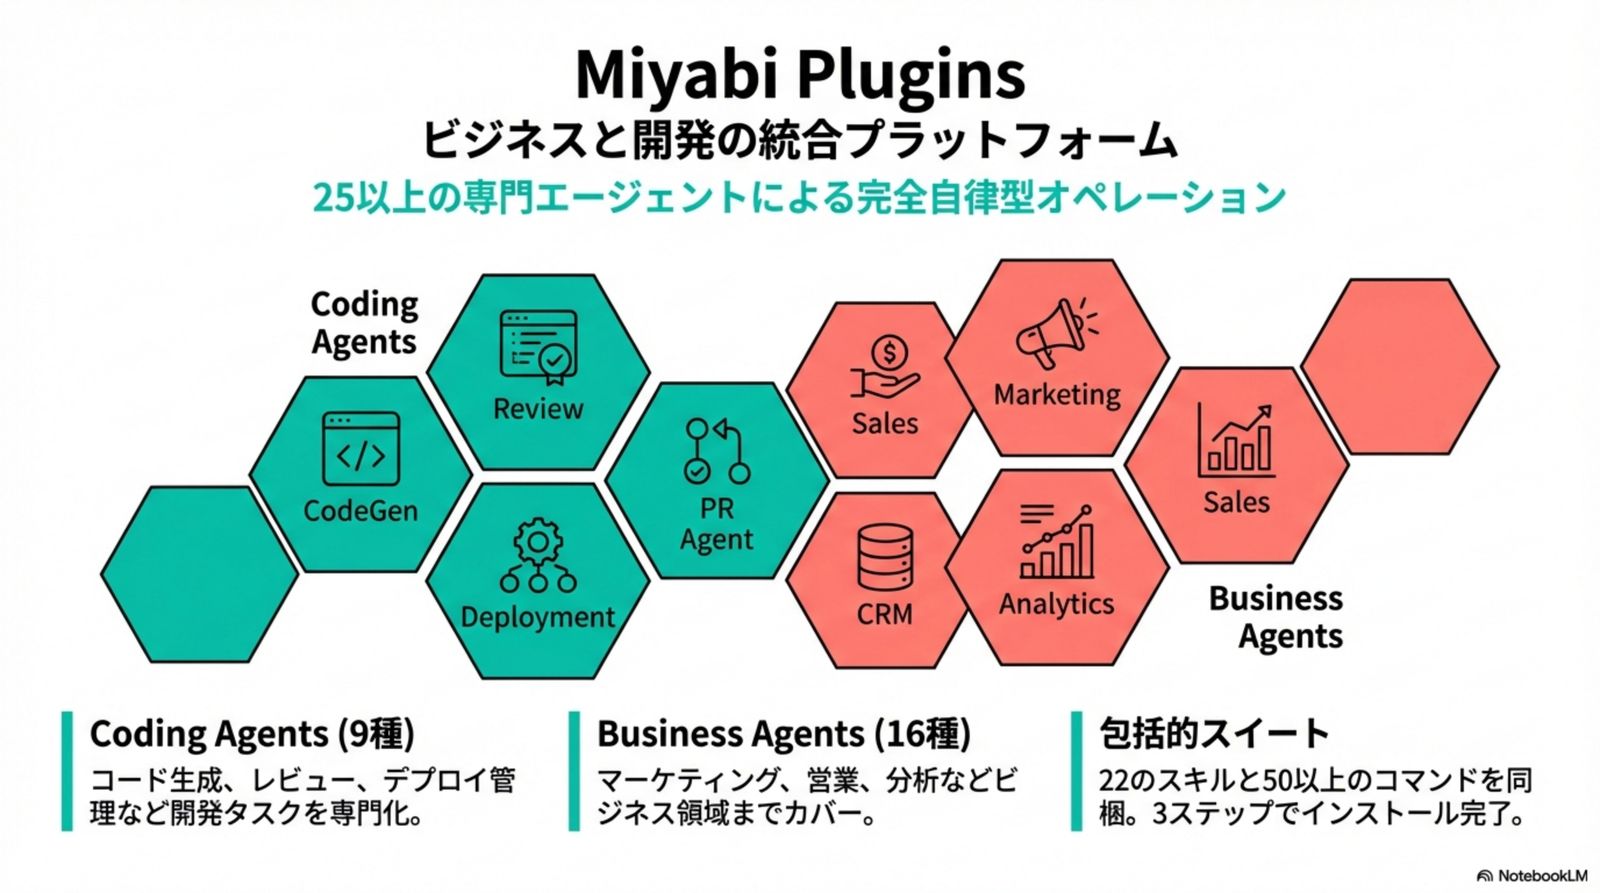 Miyabi Plugins
ビジネスと開発の統合プラットフォーム
25以上の専門エージェントによる完全自律型オペレーション
Coding
Agents
Review
CodeGen
Deployment
PR
Agent
Sales
Marketing
CRM
Analytics
Sales
Business
Agents
Coding Agents (9種)
コード生成、レビュー、デプロイ管
理など開発タスクを専門化。
Business Agents (16種)
マーケティング、営業、分析などビ
ジネス領域までカバー。
包括的スイート
22のスキルと50以上のコマンドを同
梱。3ステップでインストール完了。
NotebookLM